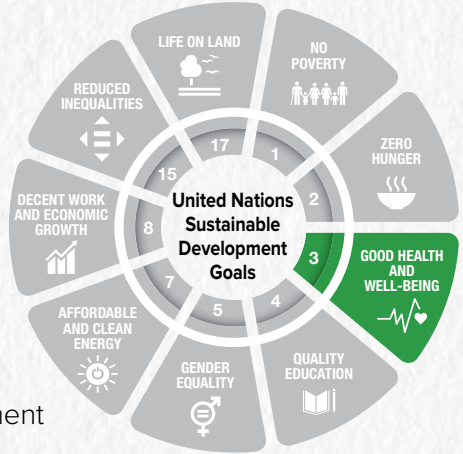 LIFE ON LAND
17
NO
POVERTY
1
ZERO
HUNGER
2
GOOD HEALTH
AND
WELL-BEING
3
QUALITY
EDUCATION
4
GENDER
EQUALITY
5
AFFORDABLE
AND CLEAN
ENERGY
7
DECENT WORK
AND ECONOMIC
GROWTH
8
REDUCED
INEQUALITIES
15
United Nations
Sustainable
Development
Goals